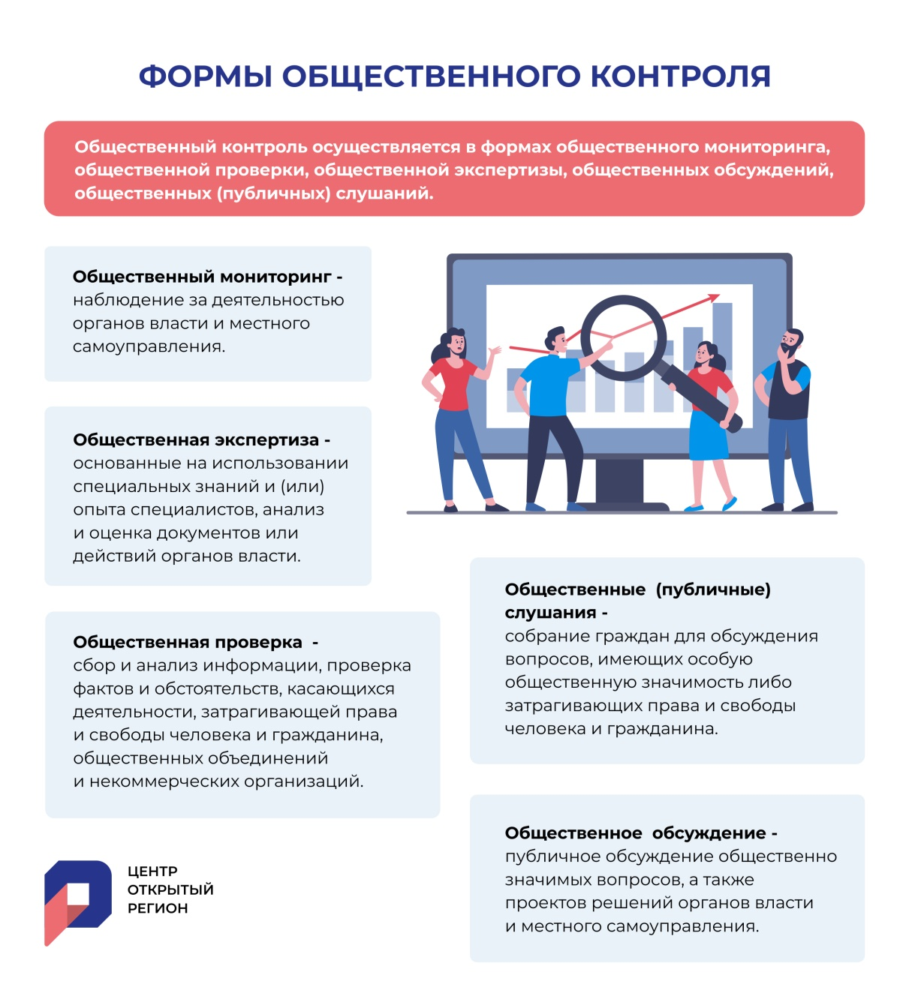 ФОРМЫ ОБЩЕСТВЕННОГО КОНТРОЛЯ
Общественный контроль осуществляется в формах общественного мониторинга,
общественной проверки, общественной экспертизы, общественных обсуждений,
общественных (публичных) слушаний.
Общественный мониторинг -
наблюдение за деятельностью
органов власти и местного
самоуправления.
Общественная экспертиза -
основанные на использовании
специальных знаний и (или)
опыта специалистов, анализ
и оценка документов или
действий органов власти.
Общественная проверка  -
сбор и анализ информации, проверка
фактов и обстоятельств, касающихся
деятельности, затрагивающей права
и свободы человека и гражданина,
общественных объединений
и некоммерческих организаций.
Общественные  (публичные)
слушания -
собрание граждан для обсуждения
вопросов, имеющих особую
общественную значимость либо
затрагивающих права и свободы
человека и гражданина.
Общественное  обсуждение -
публичное обсуждение общественно
значимых вопросов, а также
проектов решений органов власти
и местного самоуправления.
ЦЕНТР
ОТКРЫТЫЙ
РЕГИОН